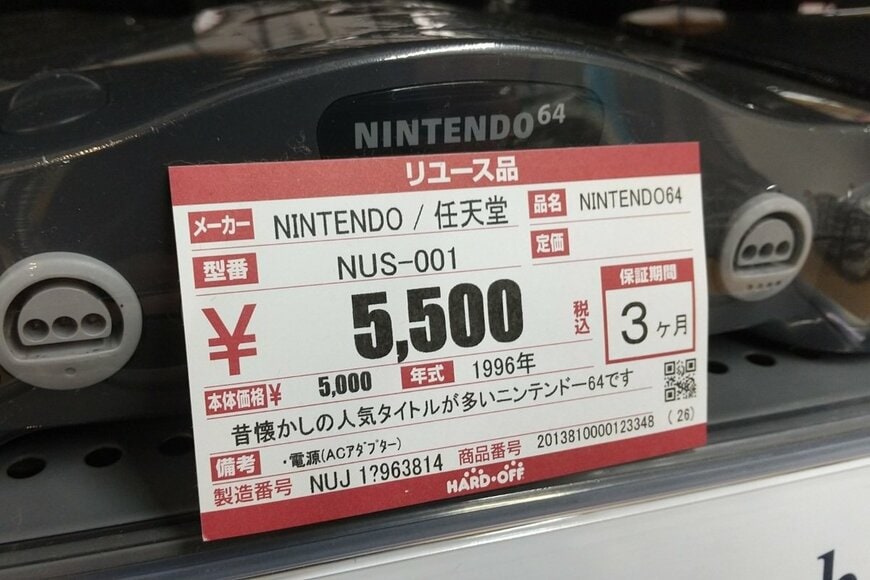 NINTENDO64
リユース品
メーカー NINTENDO / 任天堂
品名 NINTENDO64
型番 NUS-001
定価
¥ 5,500 税込
保証期間
3ヶ月
本体価格¥ 5,000 年式 1996年
昔懐かしの人気タイトルが多いニンテンドー64です
(26)
備考 ・電源(ACアダプター)
製造番号 NUJ 1?963814 商品番号 2013810000123348
HARD・OFF